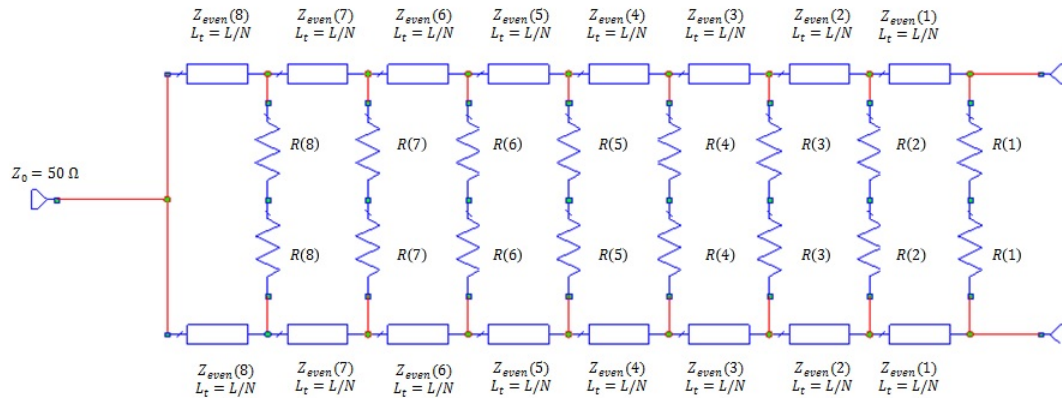 Z_even(8) Z_even(7) Z_even(6) Z_even(5) Z_even(4) Z_even(3) Z_even(2) Z_even(1)
L_t = L/N L_t = L/N L_t = L/N L_t = L/N L_t = L/N L_t = L/N L_t = L/N L_t = L/N
R(8) R(7) R(6) R(5) R(4) R(3) R(2) R(1)
Z_0 = 50 Ω
R(8) R(7) R(6) R(5) R(4) R(3) R(2) R(1)
Z_even(8) Z_even(7) Z_even(6) Z_even(5) Z_even(4) Z_even(3) Z_even(2) Z_even(1)
L_t = L/N L_t = L/N L_t = L/N L_t = L/N L_t = L/N L_t = L/N L_t = L/N L_t = L/N